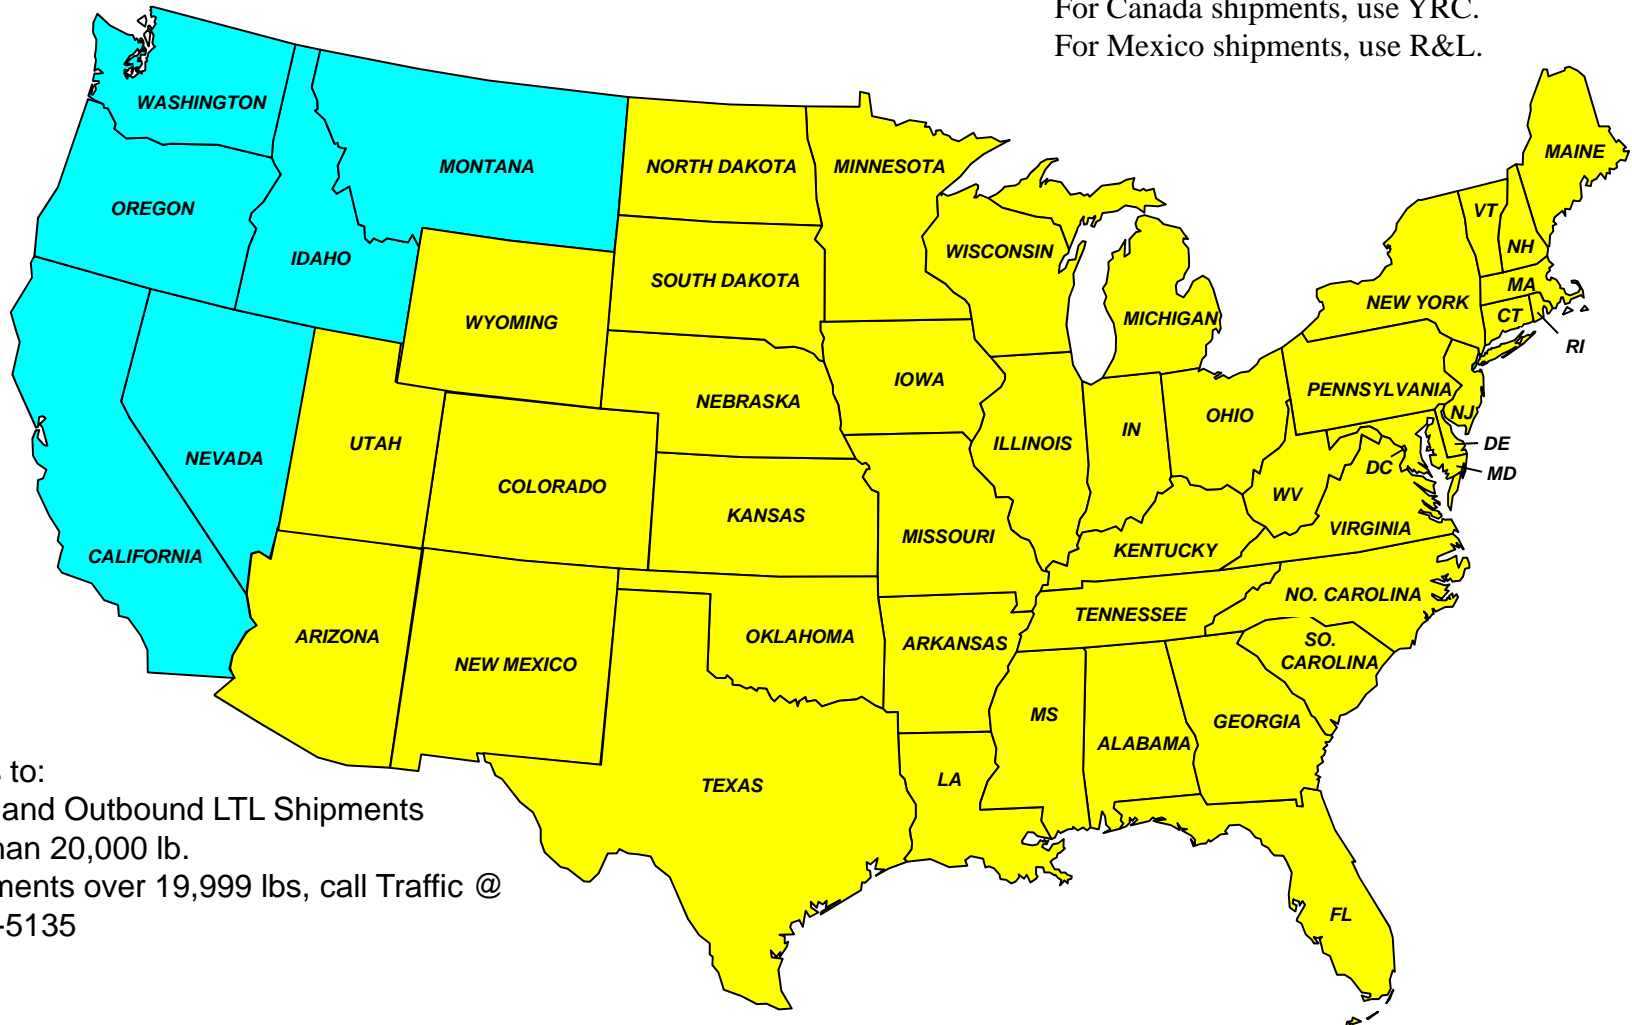 For Canada shipments, use YRC.
For Mexico shipments, use R&L.
WASHINGTON
MONTANA
NORTH DAKOTA
MINNESOTA
MAINE
OREGON
VT
IDAHO
WISCONSIN
NH
SOUTH DAKOTA
MA
NEW YORK
WYOMING
MICHIGAN
CT
RI
IOWA
NEBRASKA
PENNSYLVANIA
OHIO
NJ
UTAH
ILLINOIS
IN
DE
NEVADA
DC
MD
COLORADO
WV
KANSAS
MISSOURI
VIRGINIA
CALIFORNIA
KENTUCKY
NO. CAROLINA
TENNESSEE
ARIZONA
OKLAHOMA
ARKANSAS
SO.
CAROLINA
NEW MEXICO
MS
GEORGIA
ALABAMA
TEXAS
LA
FL
to:
and Outbound LTL Shipments
20,000 lb.
over 19,999 lbs, call Traffic @
-5135